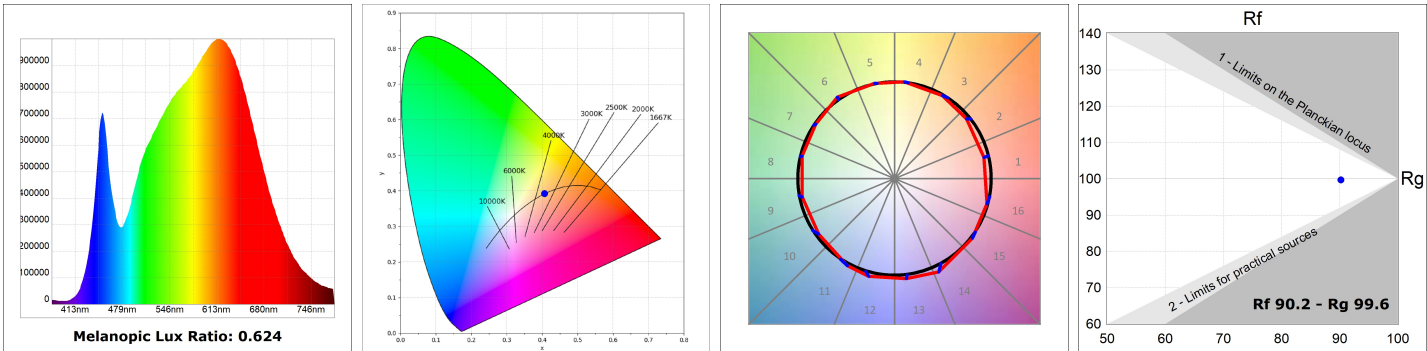 900000
800000
700000
600000
500000
400000
300000
200000
100000
0
413nm 479nm 546nm 613nm 680nm 746nm
Melanopic Lux Ratio: 0.624
0.9
0.8
0.7
0.6
0.5
0.4
0.3
0.2
0.1
0.0
y
0.0 0.1 0.2 0.3 0.4 0.5 0.6 0.7 0.8
x
1667K
2000K
2500K
3000K
4000K
6000K
10000K
1
2
3
4
5
6
7
8
9
10
11
12
13
14
15
16
Rf
140
130
120
110
100
90
80
70
60
50 60 70 80 90 100
Rg
1 - Limits on the Planckian locus
2 - Limits for practical sources
Rf 90.2 - Rg 99.6